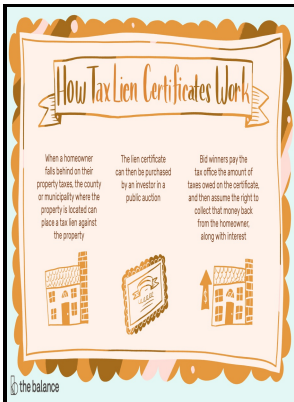 How Tax Lien Certificates Work
When a homeowner
falls behind on their
property taxes, the county
or municipality where the
property is located can
place a tax lien against
the property
The lien certificate
can then be purchased
by an investor in a
public auction
Bid winners pay the
tax office the amount of
taxes owed on the certificate,
and then assume the right to
collect that money back
from the homeowner,
along with interest
$
the balance